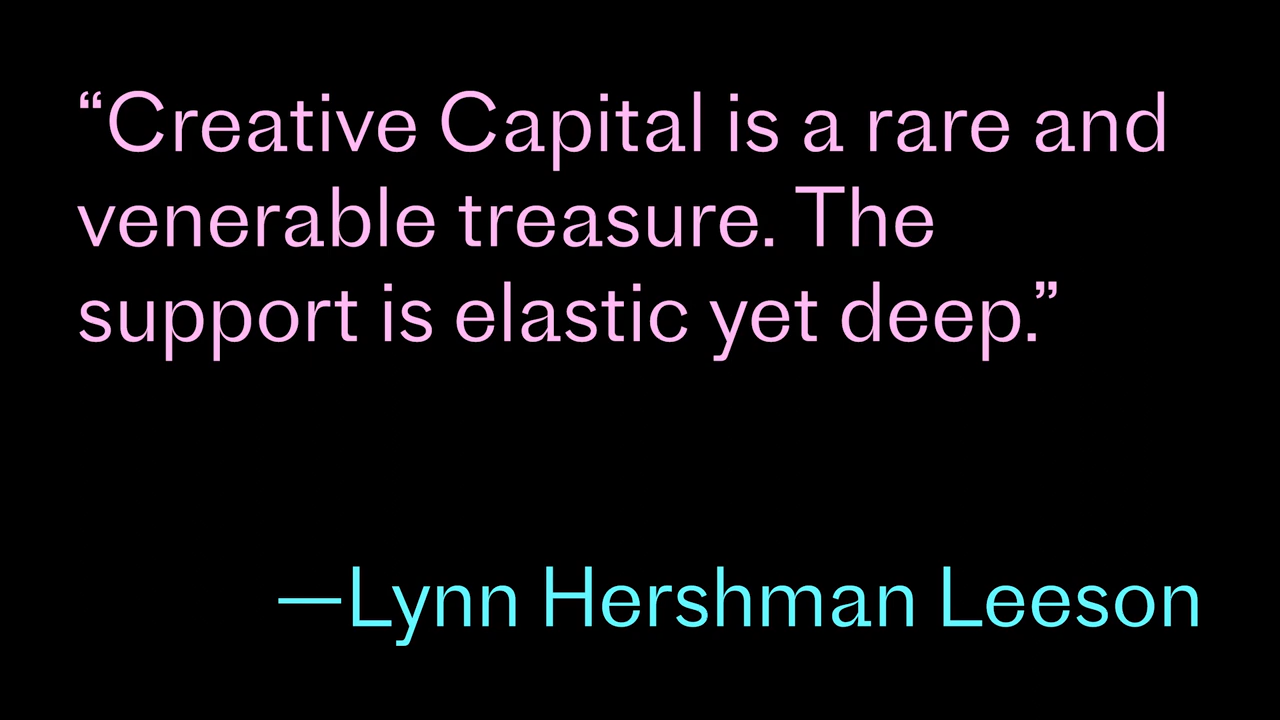 “Creative Capital is a rare and
venerable treasure. The
support is elastic yet deep.”
—Lynn Hershman Leeson